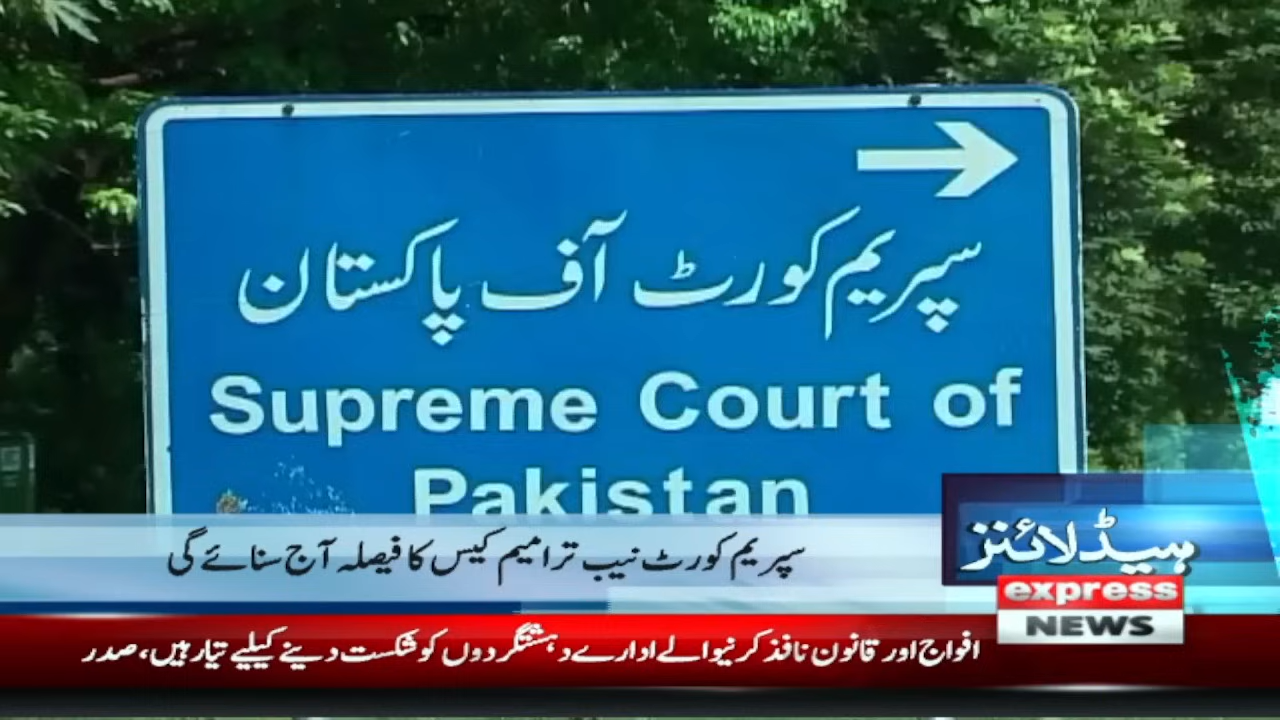 سپریم کورٹ آف پاکستان
Supreme Court of
Pakistan
ہیڈلائنز
سپریم کورٹ نیب ترامیم کیس کا فیصلہ آج سنائے گی
express
NEWS
افواج اور قانون نافذ کرنیوالے ادارے دہشتگردوں کو شکست دینے کیلیے تیار ہیں، صدر